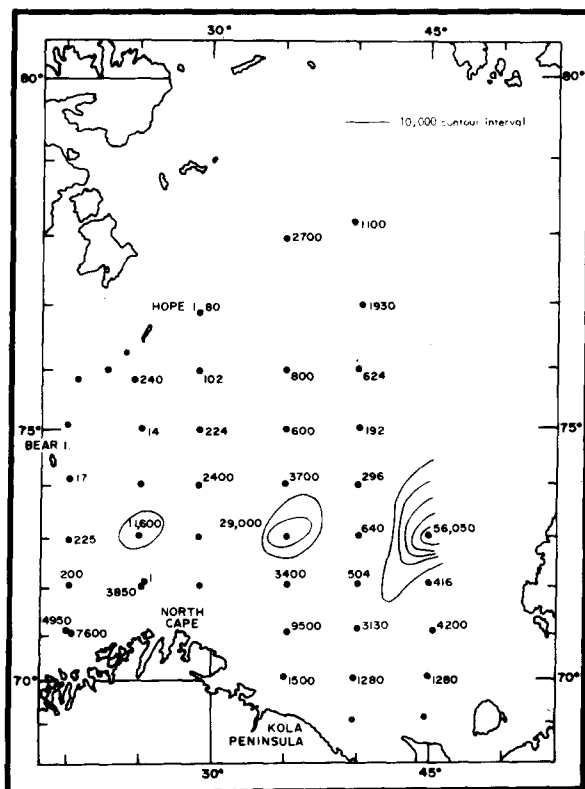 30° 45°
80° 80°
10,000 contour interval
2700 1100
HOPE I. 80 1930
240 102 800 624
75° 14 224 600 192 75°
BEAR I.
17 2400 3700 296
11,600 29,000 640 56,050
225
200 3850 1 3400 504 416
4950 7600 NORTH
CAPE 9500 3130 4200
70° 1500 1280 1280 70°
KOLA
PENINSULA
30° 45°